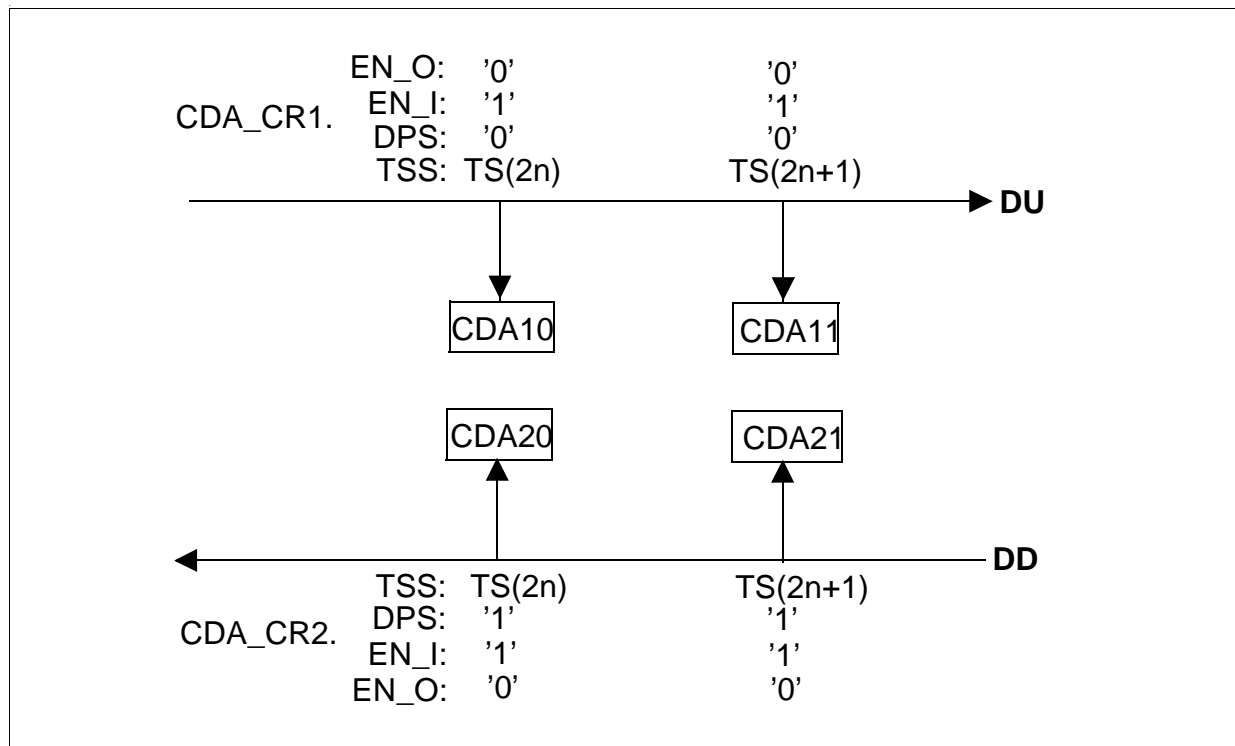 EN_O: '0' '0'
CDA_CR1. EN_I: '1' '1'
DPS: '0' '0'
TSS: TS(2n) TS(2n+1)
DU
CDA10 CDA11
CDA20 CDA21
DD
TSS: TS(2n) TS(2n+1)
DPS: '1' '1'
CDA_CR2. EN_I: '1' '1'
EN_O: '0' '0'